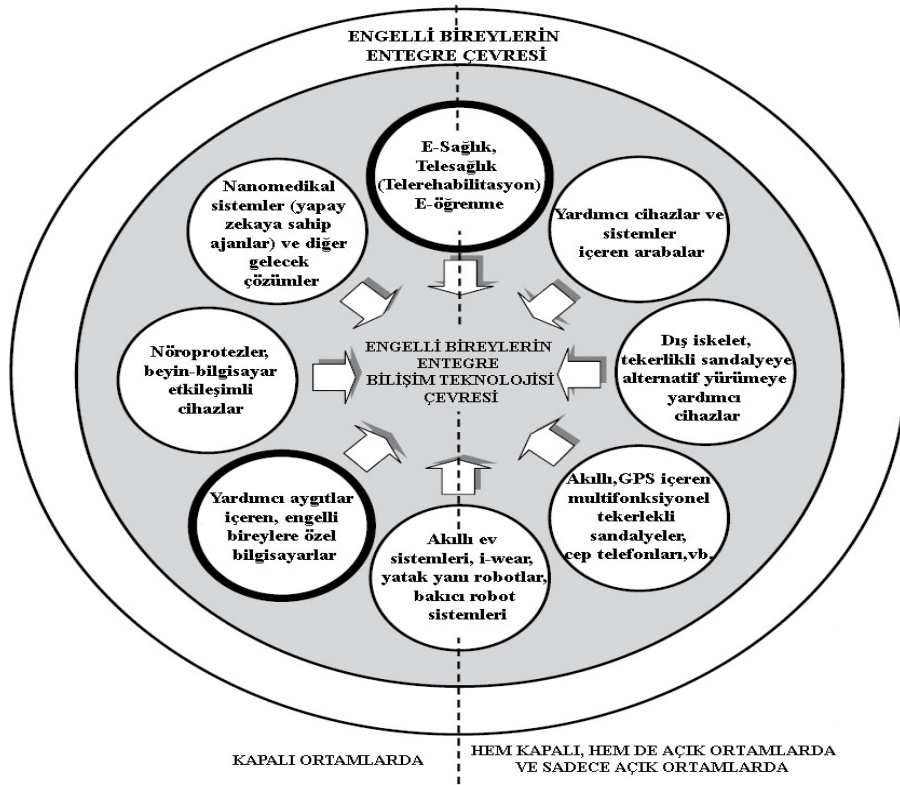 ENGELLİ BİREYLERİN
ENTEGRE ÇEVRESİ
E-Sağlık,
Telesağlık
(Telerehabilitasyon)
E-öğrenme
Nanomedikal
sistemler (yapay
zekaya sahip
ajanlar) ve diğer
gelecek
çözümler
Yardımcı cihazlar ve
sistemler
içeren arabalar
Nöroprotezler,
beyin-bilgisayar
etkileşimli
cihazlar
ENGELLİ BİREYLERİN
ENTEGRE
BİLİŞİM TEKNOLOJİSİ
ÇEVRESİ
Dış iskelet,
tekerlikli sandalyeye
alternatif yürümeye
yardımcı
cihazlar
Yardımcı aygıtlar
içeren, engelli
bireylere özel
bilgisayarlar
Akıllı ev
sistemleri, i-wear,
yatak yanı robotlar,
bakıcı robot
sistemleri
Akıllı,GPS içeren
multifonksiyonel
tekerlekli
sandalyeler,
cep telefonları,vb.
KAPALI ORTAMLARDA
HEM KAPALI, HEM DE AÇIK ORTAMLARDA
VE SADECE AÇIK ORTAMLARDA